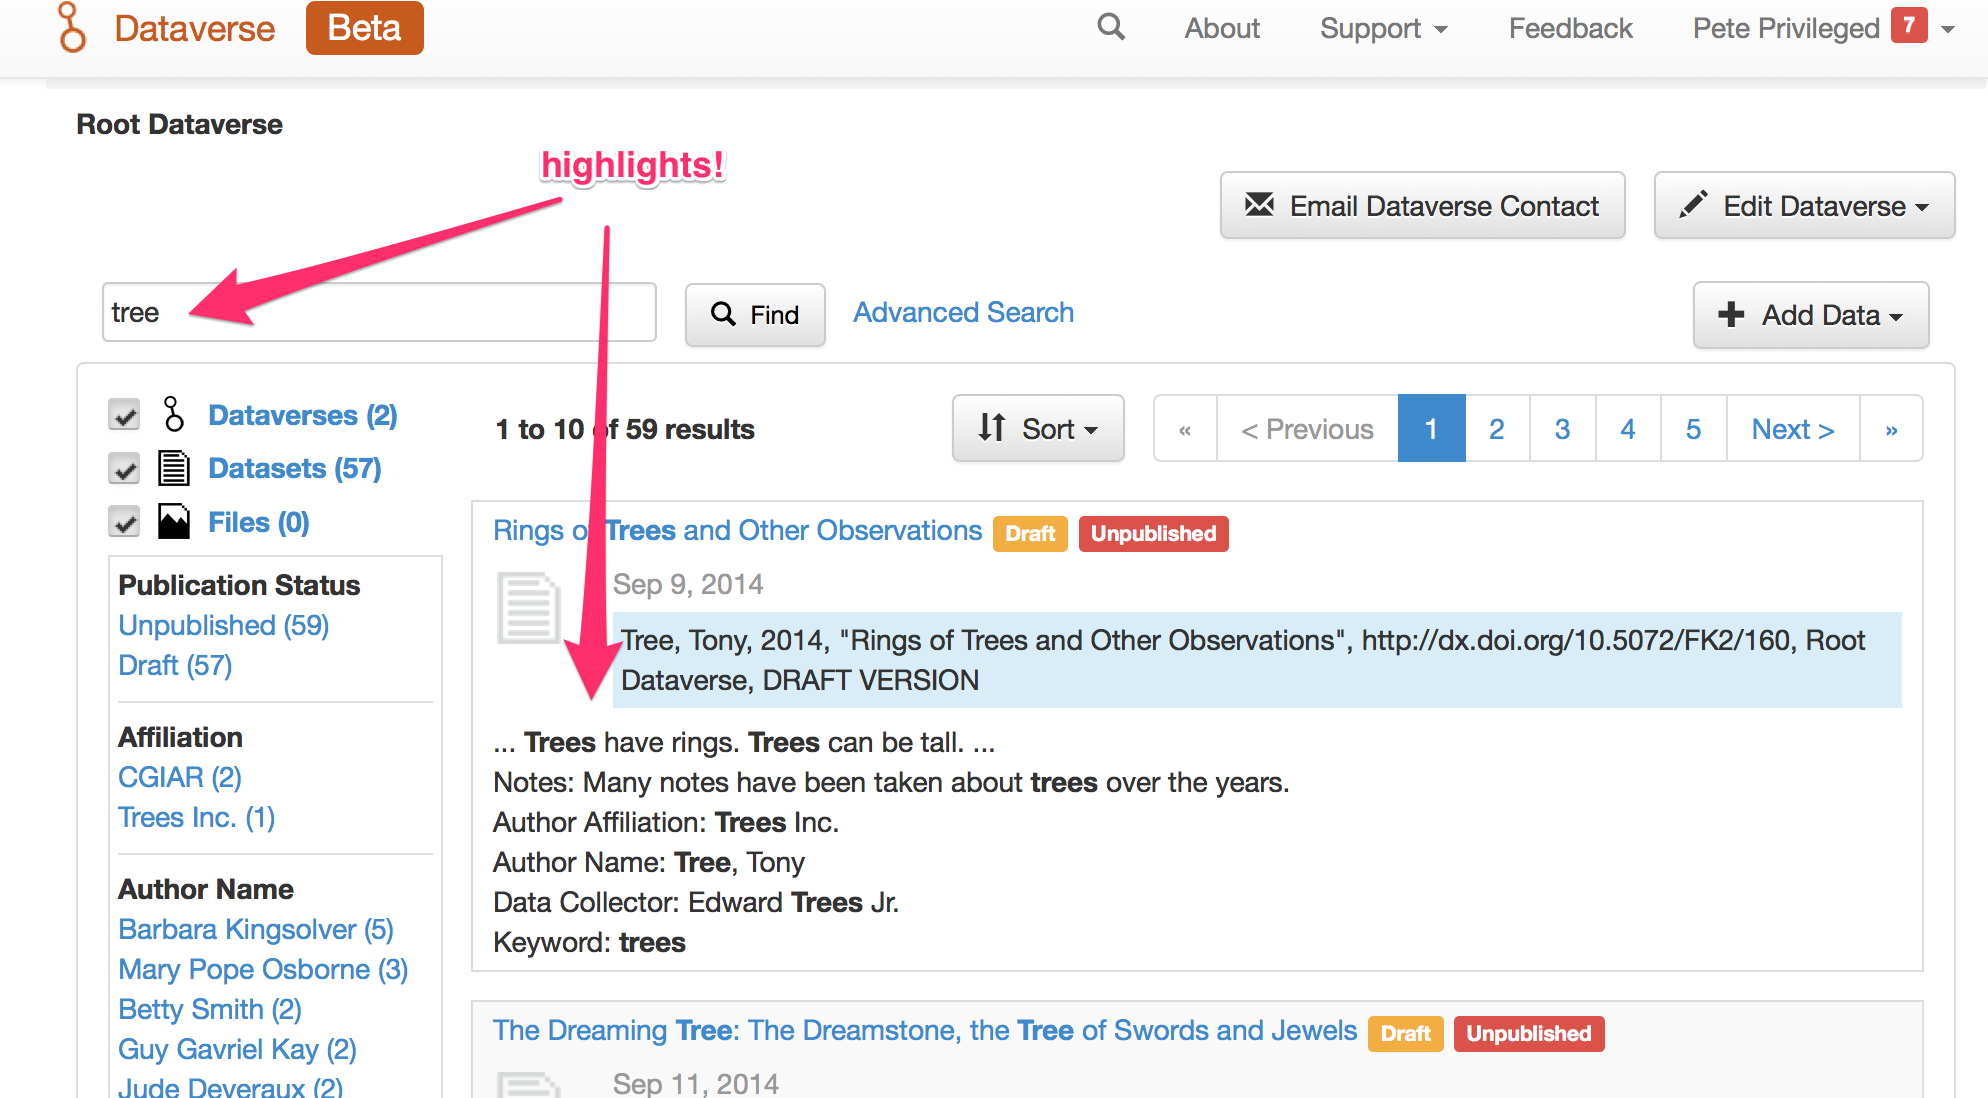 Dataverse Beta About Support Feedback Pete Privileged 7
Root Dataverse
highlights!
Email Dataverse Contact Edit Dataverse
tree Find Advanced Search Add Data
Dataverses (2)
Datasets (57)
Files (0)
Publication Status
Unpublished (59)
Draft (57)
Affiliation
CGIAR (2)
Trees Inc. (1)
Author Name
Barbara Kingsolver (5)
Mary Pope Osborne (3)
Betty Smith (2)
Guy Gavriel Kay (2)
Jude Deveraux (2)
1 to 10 of 59 results Sort « < Previous 1 2 3 4 5 Next > »
Rings of Trees and Other Observations Draft Unpublished
Sep 9, 2014
Tree, Tony, 2014, "Rings of Trees and Other Observations", http://dx.doi.org/10.5072/FK2/160, Root
Dataverse, DRAFT VERSION
... Trees have rings. Trees can be tall. ...
Notes: Many notes have been taken about trees over the years.
Author Affiliation: Trees Inc.
Author Name: Tree, Tony
Data Collector: Edward Trees Jr.
Keyword: trees
The Dreaming Tree: The Dreamstone, the Tree of Swords and Jewels Draft Unpublished
Sep 11, 2014